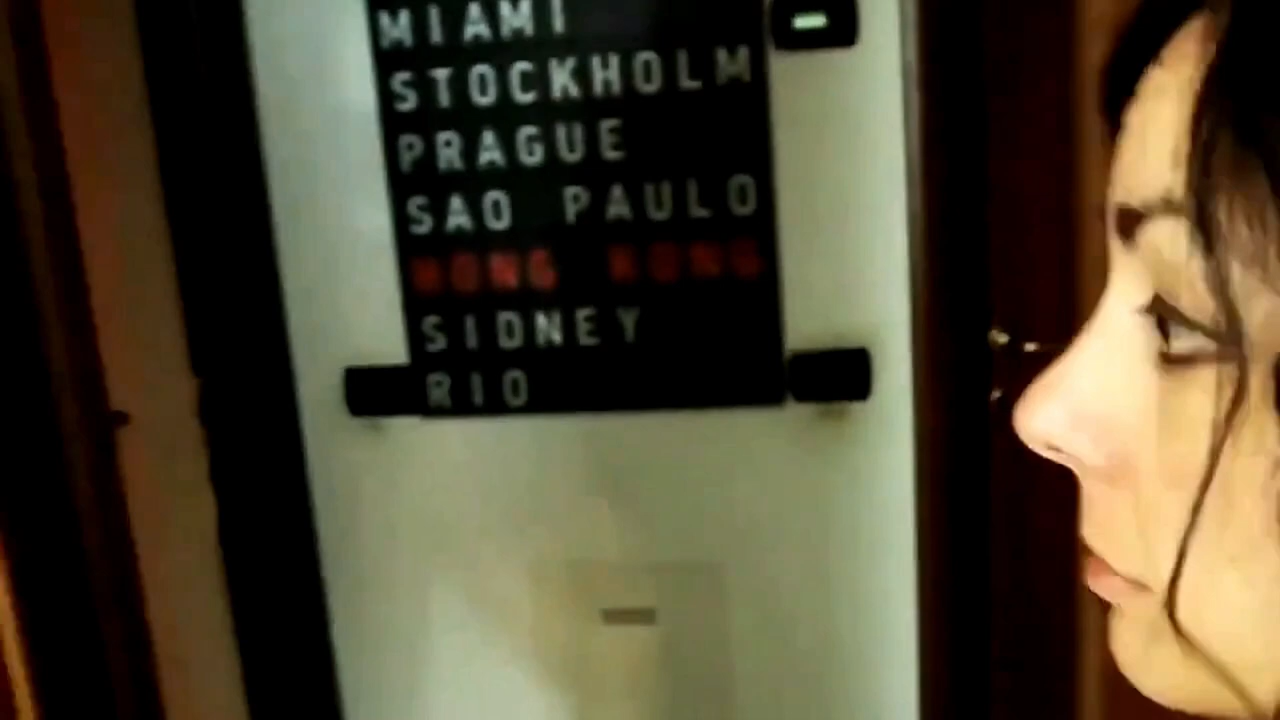 MIAMI
STOCKHOLM
PRAGUE
SAO PAULO
HONG KONG
SIDNEY
RIO